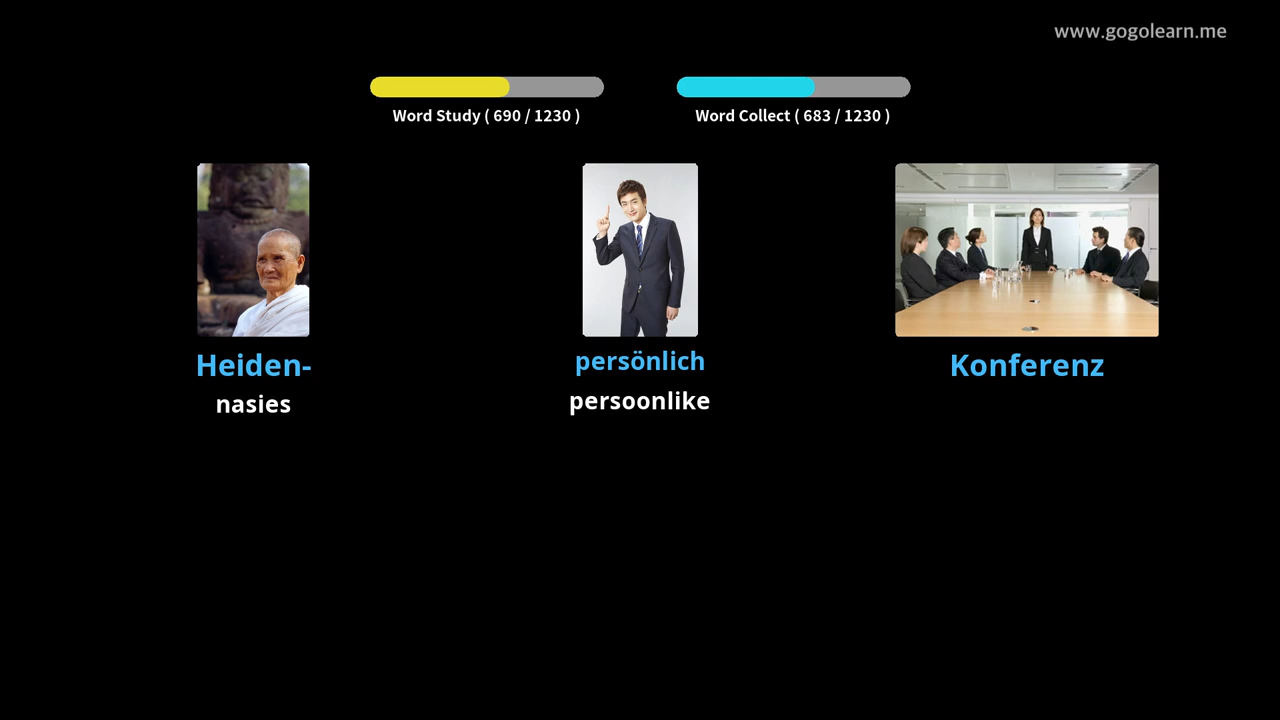 www.gogolearn.me
Word Study ( 690 / 1230 )
Word Collect ( 683 / 1230 )
Heiden-
nasies
persönlich
persoonlike
Konferenz